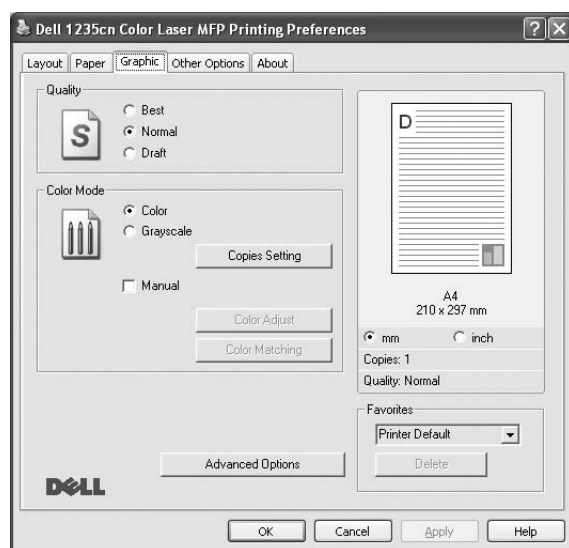 Dell 1235cn Color Laser MFP Printing Preferences
Layout Paper Graphic Other Options About
Quality
S
Best
Normal
Draft
Color Mode
Color
Grayscale
Copies Setting
Manual
Color Adjust
Color Matching
Advanced Options
DELL
D
A4
210 x 297 mm
mm inch
Copies: 1
Quality: Normal
Favorites
Printer Default
Delete
OK Cancel Apply Help